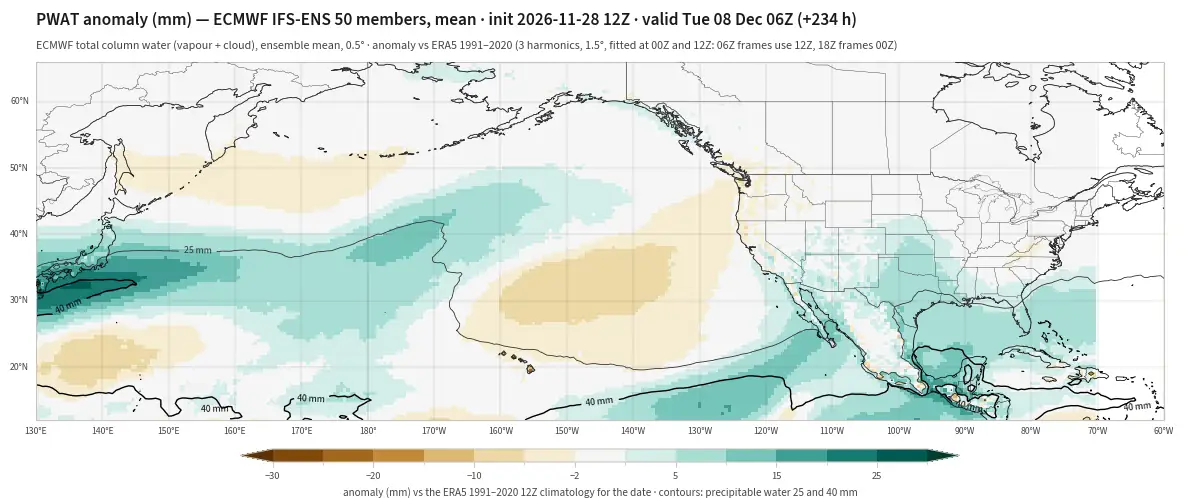 PWAT anomaly (mm) — ECMWF IFS-ENS 50 members, mean · init 2026-11-28 12Z · valid Tue 08 Dec 06Z (+234 h)
ECMWF total column water (vapour + cloud), ensemble mean, 0.5° · anomaly vs ERA5 1991–2020 (3 harmonics, 1.5°, fitted at 00Z and 12Z: 06Z frames use 12Z, 18Z frames 00Z)
60°N
50°N
40°N
30°N
20°N
25 mm
40 mm
40 mm
40 mm
40 mm
40 mm
40 mm
130°E 140°E 150°E 160°E 170°E 180° 170°W 160°W 150°W 140°W 130°W 120°W 110°W 100°W 90°W 80°W 70°W 60°W
−30 −20 −10 −2 5 15 25
anomaly (mm) vs the ERA5 1991–2020 12Z climatology for the date · contours: precipitable water 25 and 40 mm